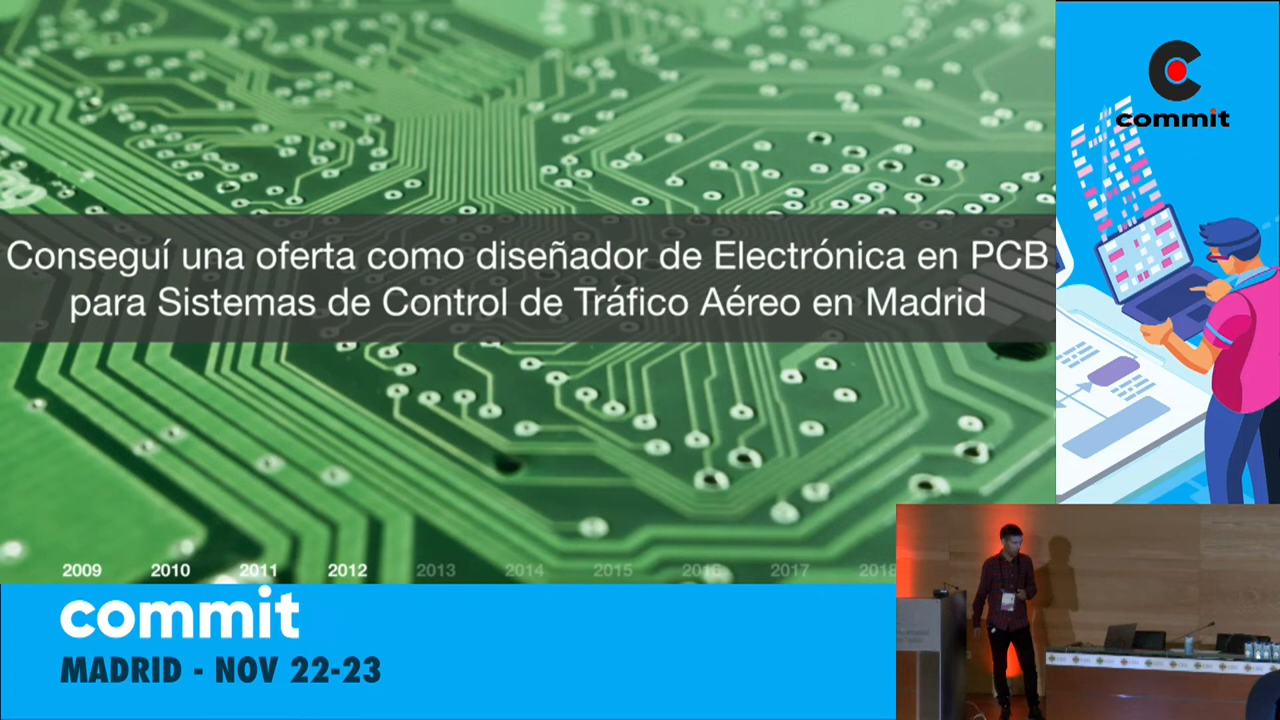 commit
Conseguí una oferta como diseñador de Electrónica en PCB
para Sistemas de Control de Tráfico Aéreo en Madrid
2009 2010 2011 2012 2013 2014 2015 2016 2017 2018
commit
MADRID - NOV 22-23